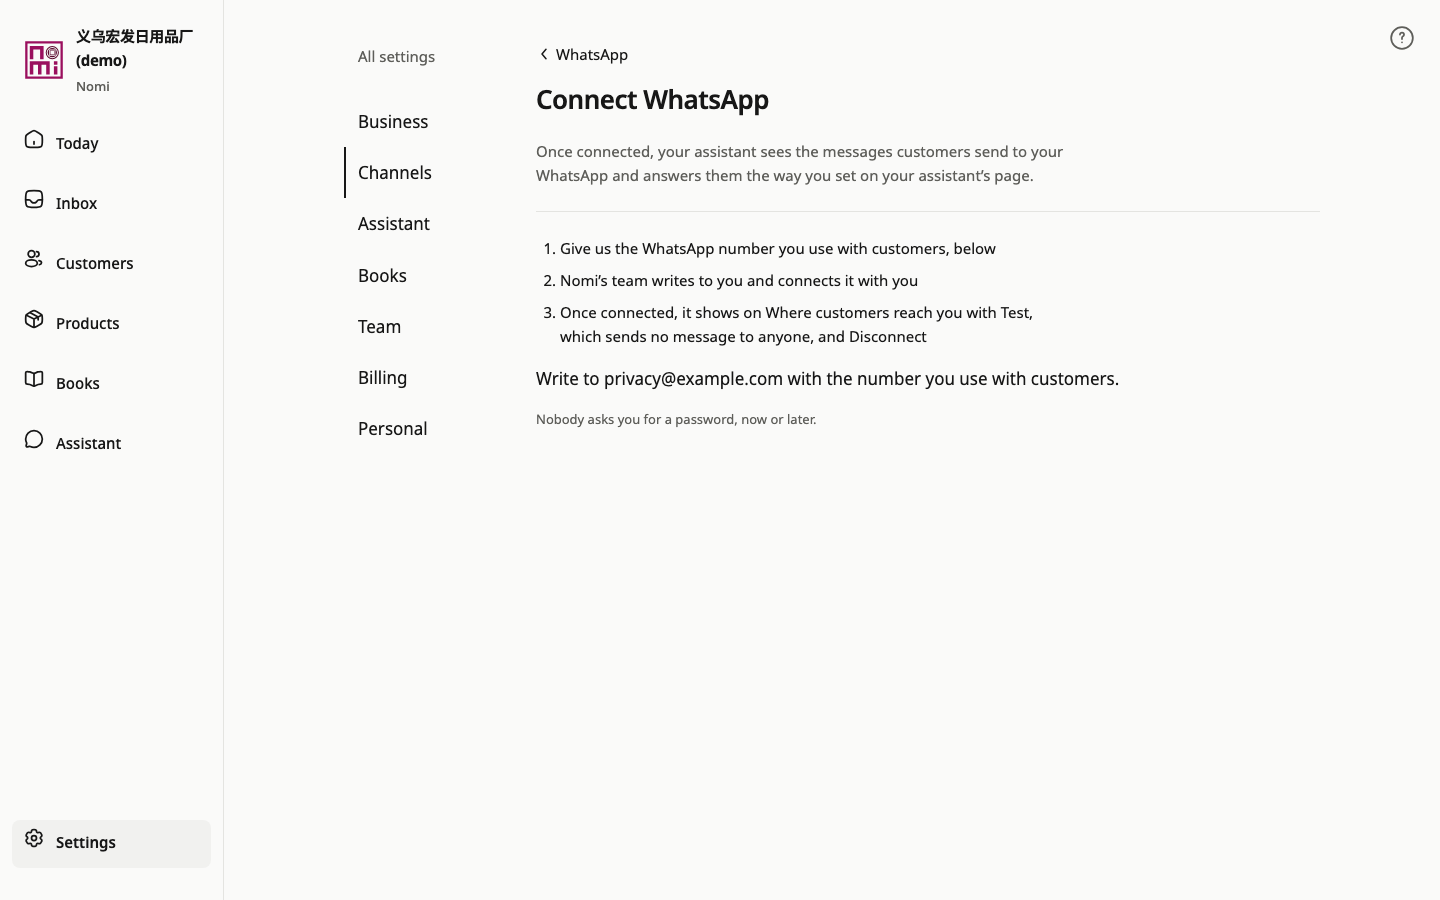 义乌宏发日用品厂
(demo)
Nomi
Today
Inbox
Customers
Products
Books
Assistant
Settings
All settings
Business
Channels
Assistant
Books
Team
Billing
Personal
WhatsApp
Connect WhatsApp
Once connected, your assistant sees the messages customers send to your
WhatsApp and answers them the way you set on your assistant’s page.
1. Give us the WhatsApp number you use with customers, below
2. Nomi’s team writes to you and connects it with you
3. Once connected, it shows on Where customers reach you with Test,
which sends no message to anyone, and Disconnect
Write to privacy@example.com with the number you use with customers.
Nobody asks you for a password, now or later.